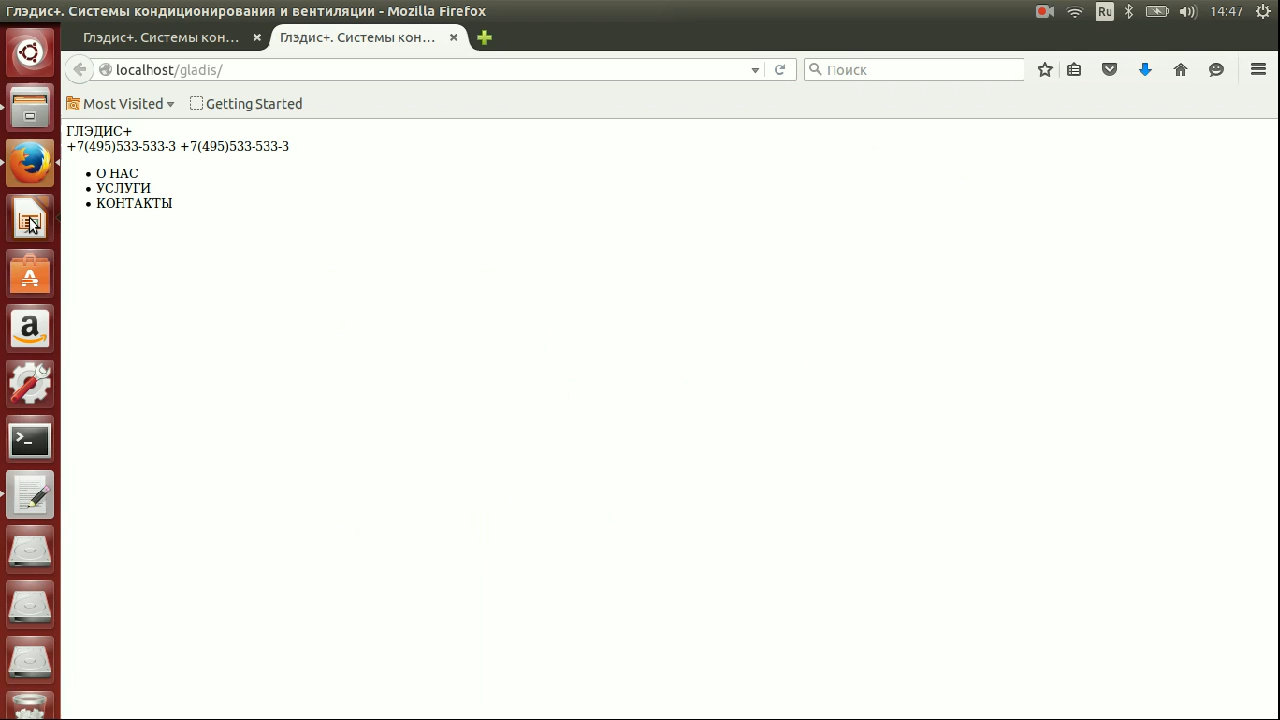 Глэдис+. Системы кондиционирования и вентиляции - Mozilla Firefox
Ru
14:47
Глэдис+. Системы кон...
Глэдис+. Системы кон...
localhost/gladis/
Поиск
Most Visited
Getting Started
ГЛЭДИС+
+7(495)533-533-3 +7(495)533-533-3
• О НАС
• УСЛУГИ
• КОНТАКТЫ